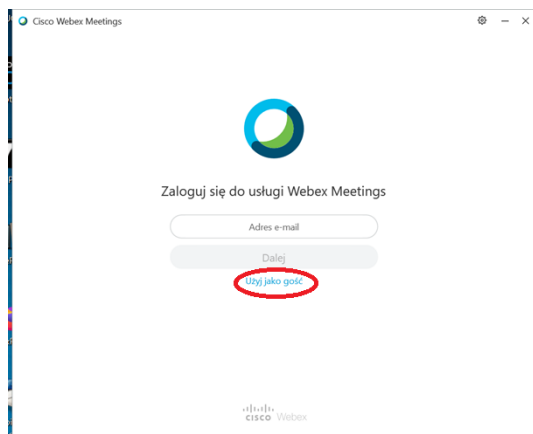 Cisco Webex Meetings
Zaloguj się do usługi Webex Meetings
Adres e-mail
Dalej
Użyj jako gość
cisco Webex